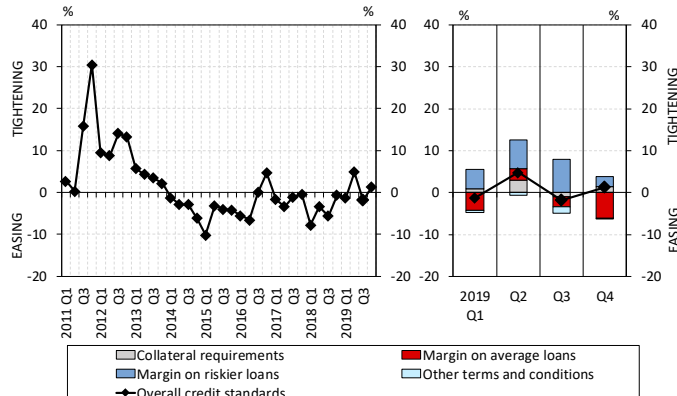 % % % %
40 40 40 40
30 30 30 30
20 20 20 20
10 10 10 10
0 0 0 0
-10 -10 -10 -10
-20 -20 -20 -20
TIGHTENING
EASING
TIGHTENING
EASING
2011 Q1
Q3
2012 Q1
Q3
2013 Q1
Q3
2014 Q1
Q3
2015 Q1
Q3
2016 Q1
Q3
2017 Q1
Q3
2018 Q1
Q3
2019 Q1
Q3
2019 Q1
Q2
Q3
Q4
Collateral requirements
Margin on average loans
Margin on riskier loans
Other terms and conditions
Overall credit standards